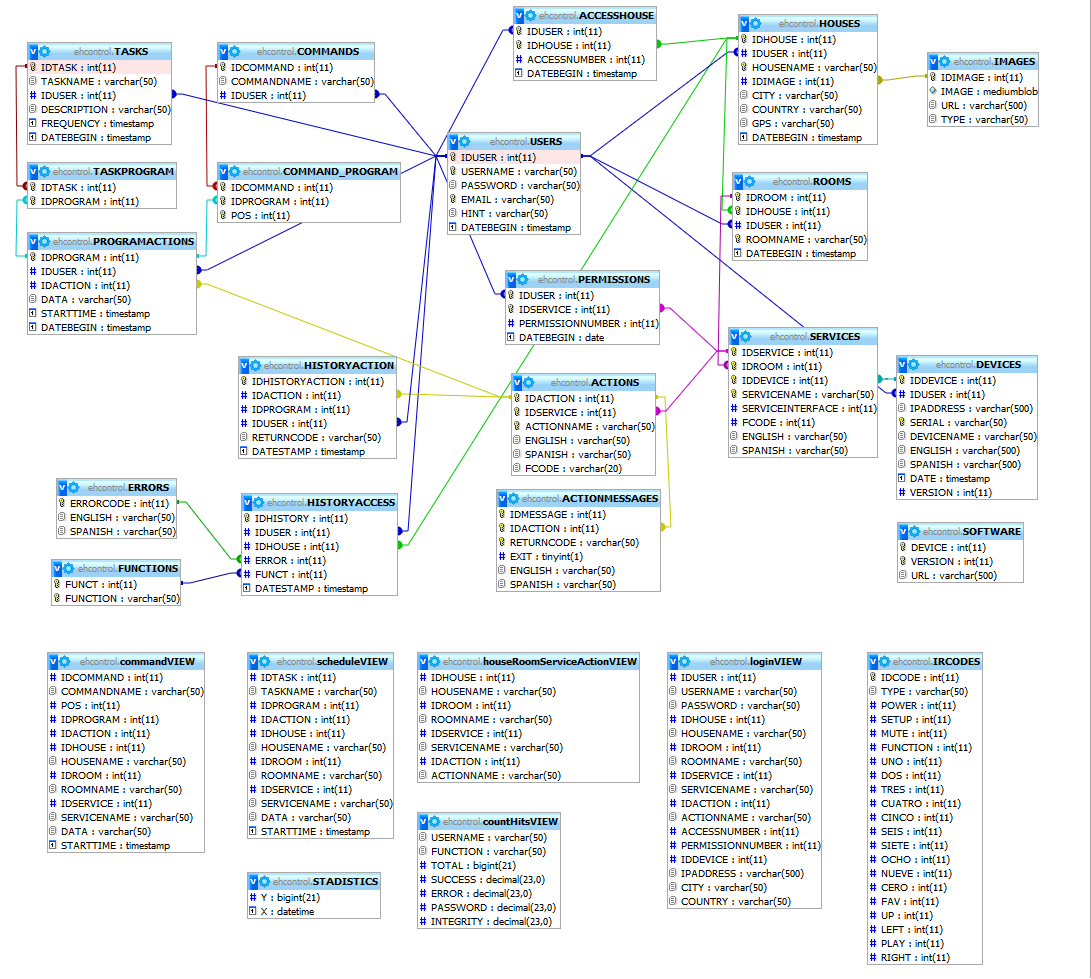 ehcontrol.TASKS
IDTASK : int(11)
TASKNAME : varchar(50)
IDUSER : int(11)
DESCRIPTION : varchar(50)
FREQUENCY : timestamp
DATEBEGIN : timestamp
ehcontrol.COMMANDS
IDCOMMAND : int(11)
COMMANDNAME : varchar(50)
IDUSER : int(11)
ehcontrol.ACCESSHOUSE
IDUSER : int(11)
IDHOUSE : int(11)
ACCESSNUMBER : int(11)
DATEBEGIN : timestamp
ehcontrol.HOUSES
IDHOUSE : int(11)
IDUSER : int(11)
HOUSENAME : varchar(50)
IDIMAGE : int(11)
CITY : varchar(50)
COUNTRY : varchar(50)
GPS : varchar(50)
DATEBEGIN : timestamp
ehcontrol.IMAGES
IDIMAGE : int(11)
IMAGE : mediumblob
URL : varchar(500)
TYPE : varchar(50)
ehcontrol.TASKPROGRAM
IDTASK : int(11)
IDPROGRAM : int(11)
ehcontrol.COMMAND_PROGRAM
IDCOMMAND : int(11)
IDPROGRAM : int(11)
POS : int(11)
ehcontrol.USERS
IDUSER : int(11)
USERNAME : varchar(50)
PASSWORD : varchar(50)
EMAIL : varchar(50)
HINT : varchar(50)
DATEBEGIN : timestamp
ehcontrol.ROOMS
IDROOM : int(11)
IDHOUSE : int(11)
IDUSER : int(11)
ROOMNAME : varchar(50)
DATEBEGIN : timestamp
ehcontrol.PROGRAMACTIONS
IDPROGRAM : int(11)
IDUSER : int(11)
IDACTION : int(11)
DATA : varchar(50)
STARTTIME : timestamp
DATEBEGIN : timestamp
ehcontrol.PERMISSIONS
IDUSER : int(11)
IDSERVICE : int(11)
PERMISSIONNUMBER : int(11)
DATEBEGIN : date
ehcontrol.SERVICES
IDSERVICE : int(11)
IDROOM : int(11)
IDDEVICE : int(11)
SERVICENAME : varchar(50)
SERVICEINTERFACE : int(11)
FCODE : int(11)
ENGLISH : varchar(50)
SPANISH : varchar(50)
ehcontrol.DEVICES
IDDEVICE : int(11)
IDUSER : int(11)
IPADDRESS : varchar(500)
SERIAL : varchar(50)
DEVICENAME : varchar(50)
ENGLISH : varchar(500)
SPANISH : varchar(500)
DATE : timestamp
VERSION : int(11)
ehcontrol.HISTORYACTION
IDHISTORYACTION : int(11)
IDACTION : int(11)
IDPROGRAM : int(11)
IDUSER : int(11)
RETURNCODE : varchar(50)
DATESTAMP : timestamp
ehcontrol.ACTIONS
IDACTION : int(11)
IDSERVICE : int(11)
ACTIONNAME : varchar(50)
ENGLISH : varchar(50)
SPANISH : varchar(50)
FCODE : varchar(20)
ehcontrol.ERRORS
ERRORCODE : int(11)
ENGLISH : varchar(50)
SPANISH : varchar(50)
ehcontrol.HISTORYACCESS
IDHISTORY : int(11)
IDUSER : int(11)
IDHOUSE : int(11)
ERROR : int(11)
FUNCT : int(11)
DATESTAMP : timestamp
ehcontrol.ACTIONMESSAGES
IDMESSAGE : int(11)
IDACTION : int(11)
RETURNCODE : varchar(50)
EXIT : tinyint(1)
ENGLISH : varchar(50)
SPANISH : varchar(50)
ehcontrol.SOFTWARE
DEVICE : int(11)
VERSION : int(11)
URL : varchar(500)
ehcontrol.FUNCTIONS
FUNCT : int(11)
FUNCTION : varchar(50)
ehcontrol.commandVIEW
IDCOMMAND : int(11)
COMMANDNAME : varchar(50)
POS : int(11)
IDPROGRAM : int(11)
IDACTION : int(11)
IDHOUSE : int(11)
HOUSENAME : varchar(50)
IDROOM : int(11)
ROOMNAME : varchar(50)
IDSERVICE : int(11)
SERVICENAME : varchar(50)
DATA : varchar(50)
STARTTIME : timestamp
ehcontrol.scheduleVIEW
IDTASK : int(11)
TASKNAME : varchar(50)
IDPROGRAM : int(11)
IDACTION : int(11)
IDHOUSE : int(11)
HOUSENAME : varchar(50)
IDROOM : int(11)
ROOMNAME : varchar(50)
IDSERVICE : int(11)
SERVICENAME : varchar(50)
DATA : varchar(50)
STARTTIME : timestamp
ehcontrol.houseRoomServiceActionVIEW
IDHOUSE : int(11)
HOUSENAME : varchar(50)
IDROOM : int(11)
ROOMNAME : varchar(50)
IDSERVICE : int(11)
SERVICENAME : varchar(50)
IDACTION : int(11)
ACTIONNAME : varchar(50)
ehcontrol.loginVIEW
IDUSER : int(11)
USERNAME : varchar(50)
PASSWORD : varchar(50)
IDHOUSE : int(11)
HOUSENAME : varchar(50)
IDROOM : int(11)
ROOMNAME : varchar(50)
IDSERVICE : int(11)
SERVICENAME : varchar(50)
IDACTION : int(11)
ACTIONNAME : varchar(50)
ACCESSNUMBER : int(11)
PERMISSIONNUMBER : int(11)
IDDEVICE : int(11)
IPADDRESS : varchar(500)
CITY : varchar(50)
COUNTRY : varchar(50)
ehcontrol.IRCODES
IDCODE : int(11)
TYPE : varchar(50)
POWER : int(11)
SETUP : int(11)
MUTE : int(11)
FUNCTION : int(11)
UNO : int(11)
DOS : int(11)
TRES : int(11)
CUATRO : int(11)
CINCO : int(11)
SEIS : int(11)
SIETE : int(11)
OCHO : int(11)
NUEVE : int(11)
CERO : int(11)
FAV : int(11)
UP : int(11)
LEFT : int(11)
PLAY : int(11)
RIGHT : int(11)
ehcontrol.countHitsVIEW
USERNAME : varchar(50)
FUNCTION : varchar(50)
TOTAL : bigint(21)
SUCCESS : decimal(23,0)
ERROR : decimal(23,0)
PASSWORD : decimal(23,0)
INTEGRITY : decimal(23,0)
ehcontrol.STADISTICS
Y : bigint(21)
X : datetime